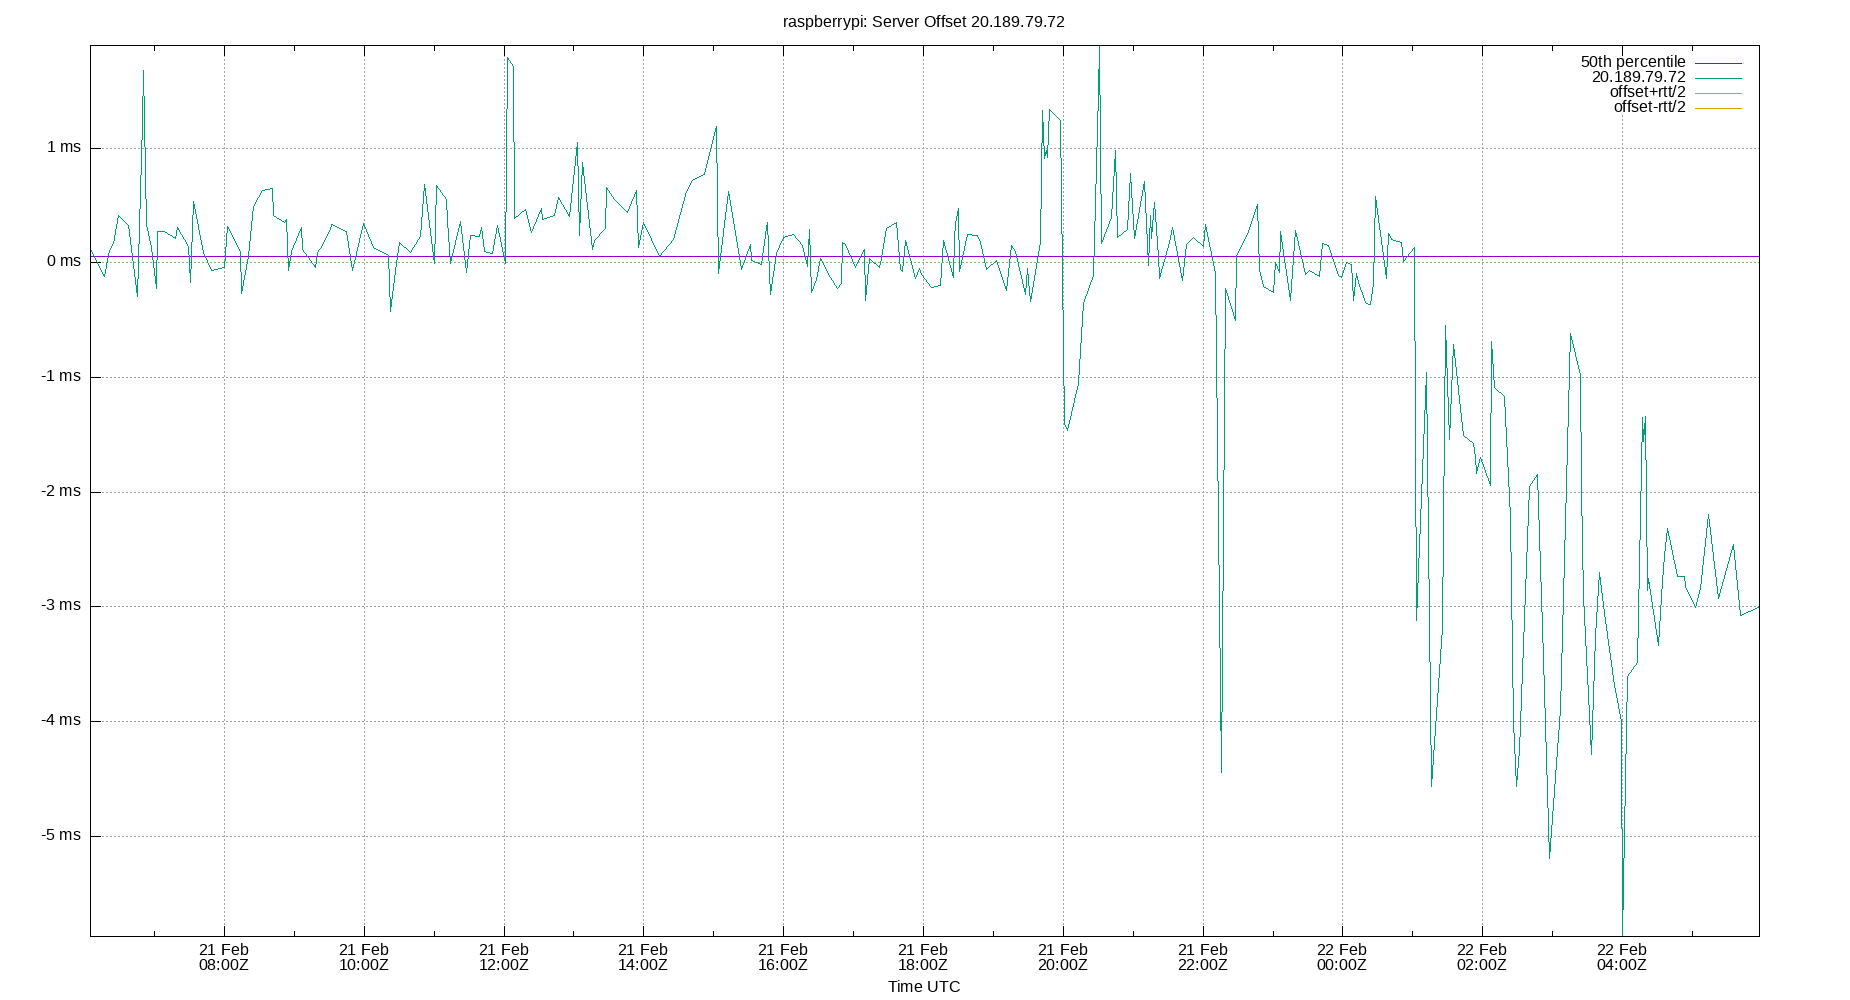 raspberrypi: Server Offset 20.189.79.72
50th percentile
20.189.79.72
offset+rtt/2
offset-rtt/2
1 ms
0 ms
-1 ms
-2 ms
-3 ms
-4 ms
-5 ms
21 Feb 21 Feb 21 Feb 21 Feb 21 Feb 21 Feb 21 Feb 21 Feb 22 Feb 22 Feb 22 Feb
08:00Z 10:00Z 12:00Z 14:00Z 16:00Z 18:00Z 20:00Z 22:00Z 00:00Z 02:00Z 04:00Z
Time UTC